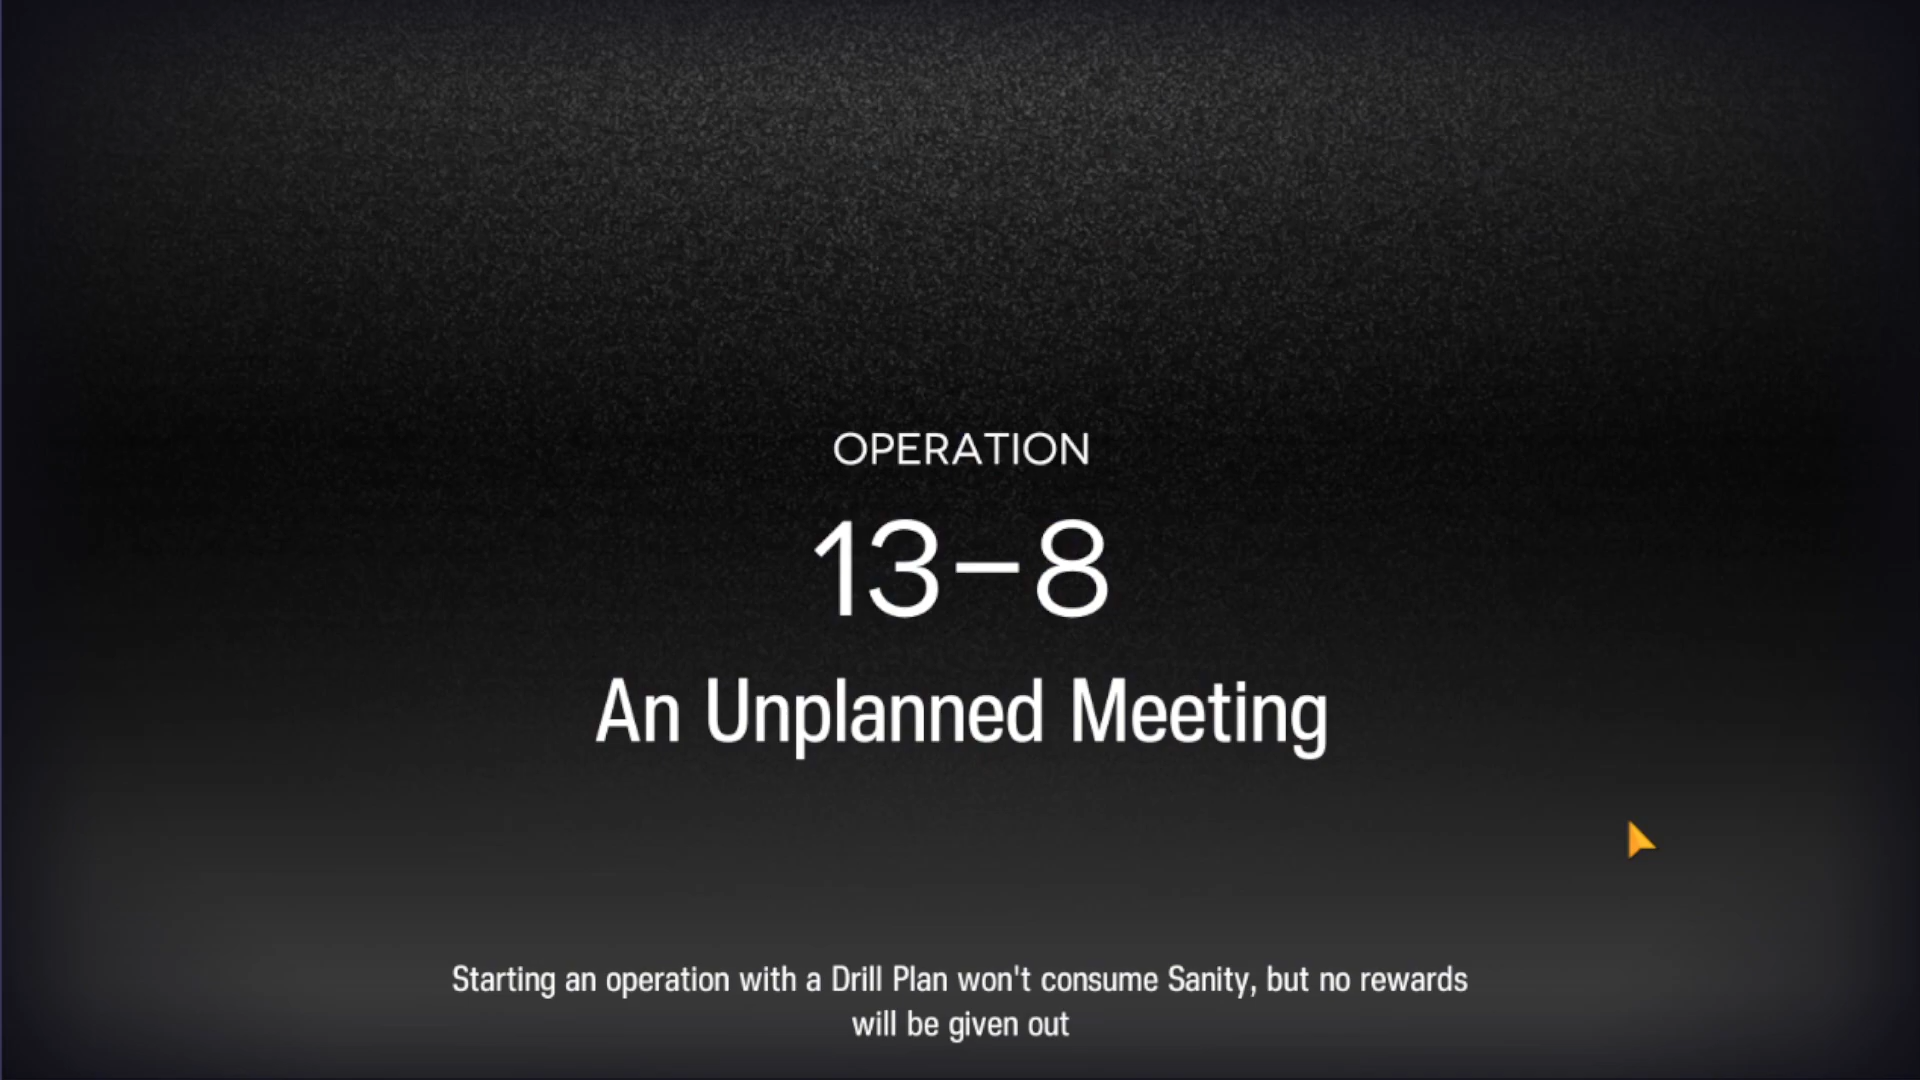 OPERATION
13-8
An Unplanned Meeting
Starting an operation with a Drill Plan won't consume Sanity, but no rewards
will be given out